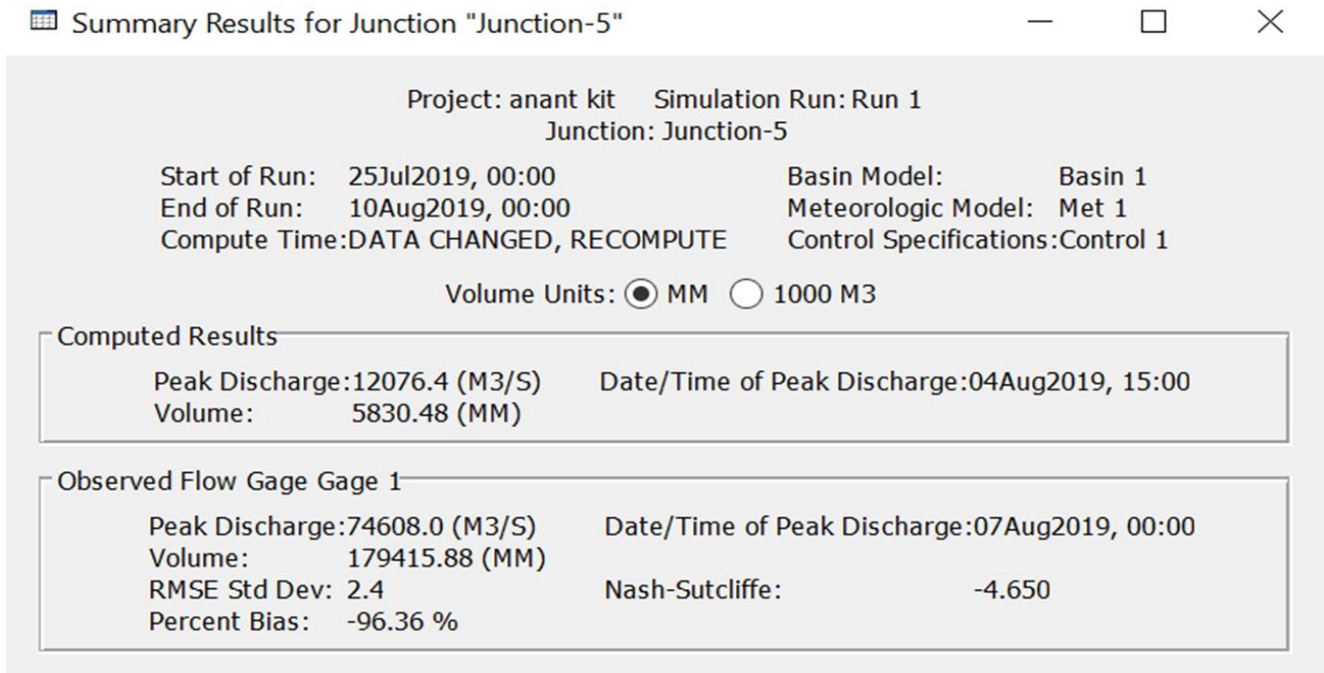 Summary Results for Junction "Junction-5"
Project: anant kit Simulation Run: Run 1
Junction: Junction-5
Start of Run: 25Jul2019, 00:00 Basin Model: Basin 1
End of Run: 10Aug2019, 00:00 Meteorologic Model: Met 1
Compute Time:DATA CHANGED, RECOMPUTE Control Specifications:Control 1
Volume Units: MM 1000 M3
Computed Results
Peak Discharge:12076.4 (M3/S) Date/Time of Peak Discharge:04Aug2019, 15:00
Volume: 5830.48 (MM)
Observed Flow Gage Gage 1
Peak Discharge:74608.0 (M3/S) Date/Time of Peak Discharge:07Aug2019, 00:00
Volume: 179415.88 (MM)
RMSE Std Dev: 2.4 Nash-Sutcliffe: -4.650
Percent Bias: -96.36 %